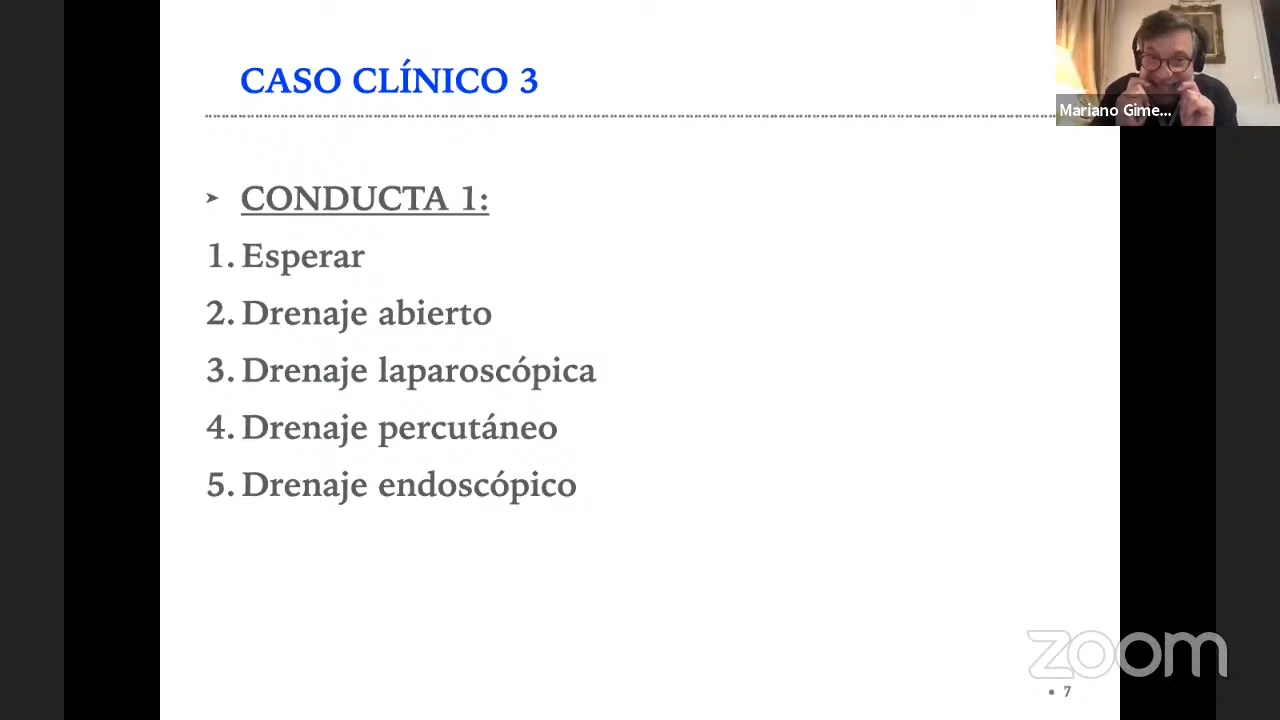 CASO CLÍNICO 3
Mariano Gime...
➤ CONDUCTA 1:
1. Esperar
2. Drenaje abierto
3. Drenaje laparoscópica
4. Drenaje percutáneo
5. Drenaje endoscópico
zoom
• 7